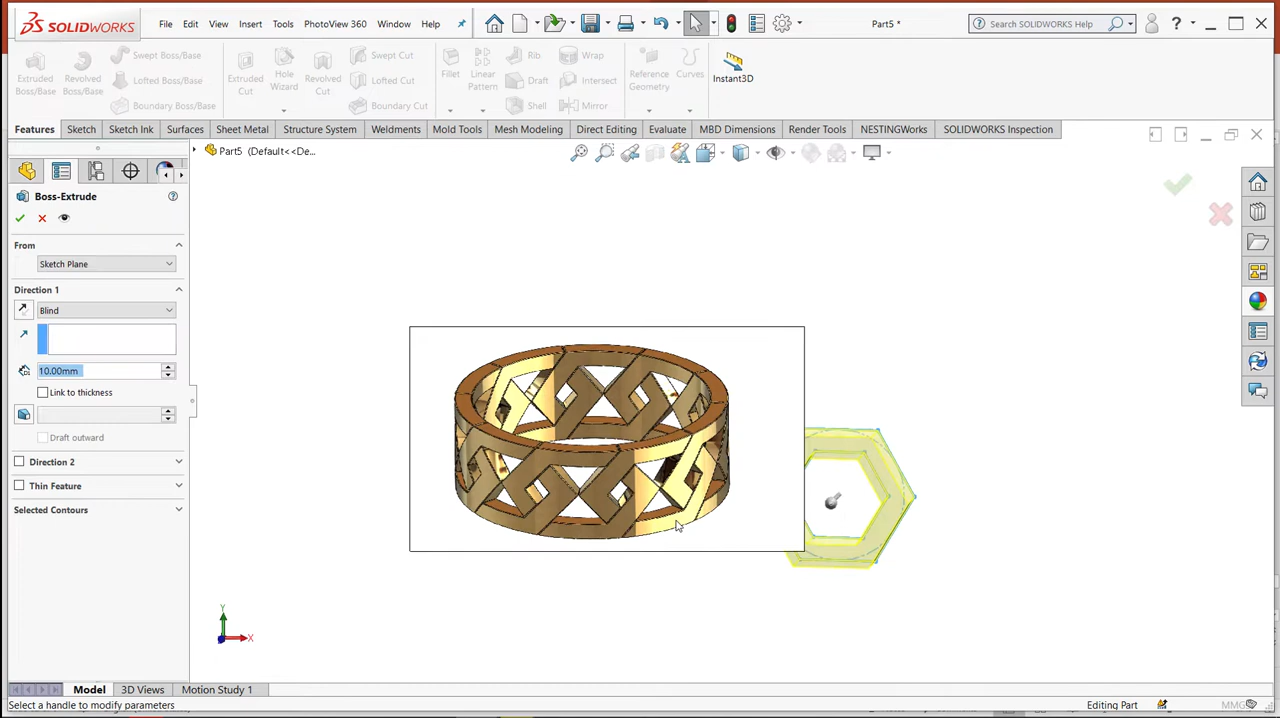 SOLIDWORKS File Edit View Insert Tools PhotoView 360 Window Help Part5 * Search SOLIDWORKS Help
Extruded Boss/Base
Revolved Boss/Base
Swept Boss/Base
Lofted Boss/Base
Boundary Boss/Base
Extruded Cut
Hole Wizard
Revolved Cut
Swept Cut
Lofted Cut
Boundary Cut
Fillet
Linear Pattern
Rib
Draft
Shell
Wrap
Intersect
Mirror
Reference Geometry
Curves
Instant3D
Features Sketch Sketch Ink Surfaces Sheet Metal Structure System Weldments Mold Tools Mesh Modeling Direct Editing Evaluate MBD Dimensions Render Tools NESTINGWorks SOLIDWORKS Inspection
Part5 (Default<<De...
Boss-Extrude
From
Sketch Plane
Direction 1
Blind
10.00mm
Link to thickness
Draft outward
Direction 2
Thin Feature
Selected Contours
Y
X
Model 3D Views Motion Study 1
Select a handle to modify parameters Editing Part MMG